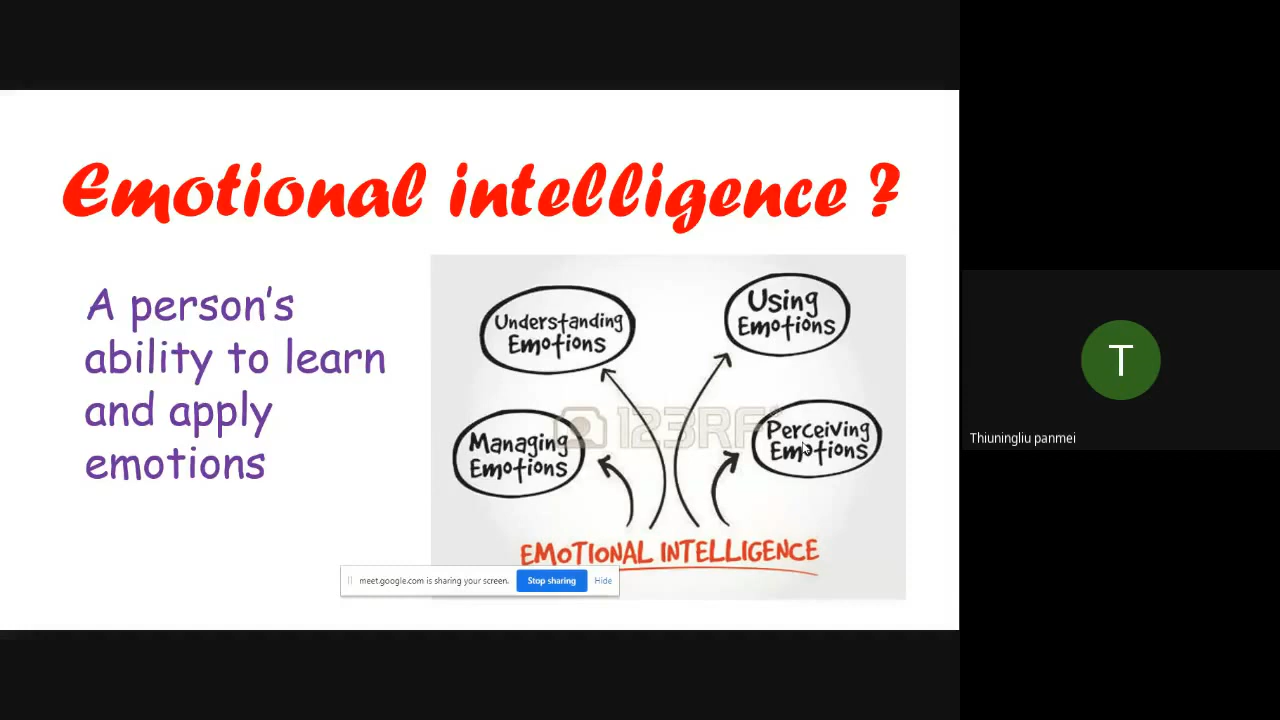 Emotional intelligence ?
A person's
ability to learn
and apply
emotions
Understanding
Emotions
Using
Emotions
Managing
Emotions
Perceiving
Emotions
123RF
EMOTIONAL INTELLIGENCE
meet.google.com is sharing your screen.
Stop sharing
Hide
T
Thiuningliu panmei